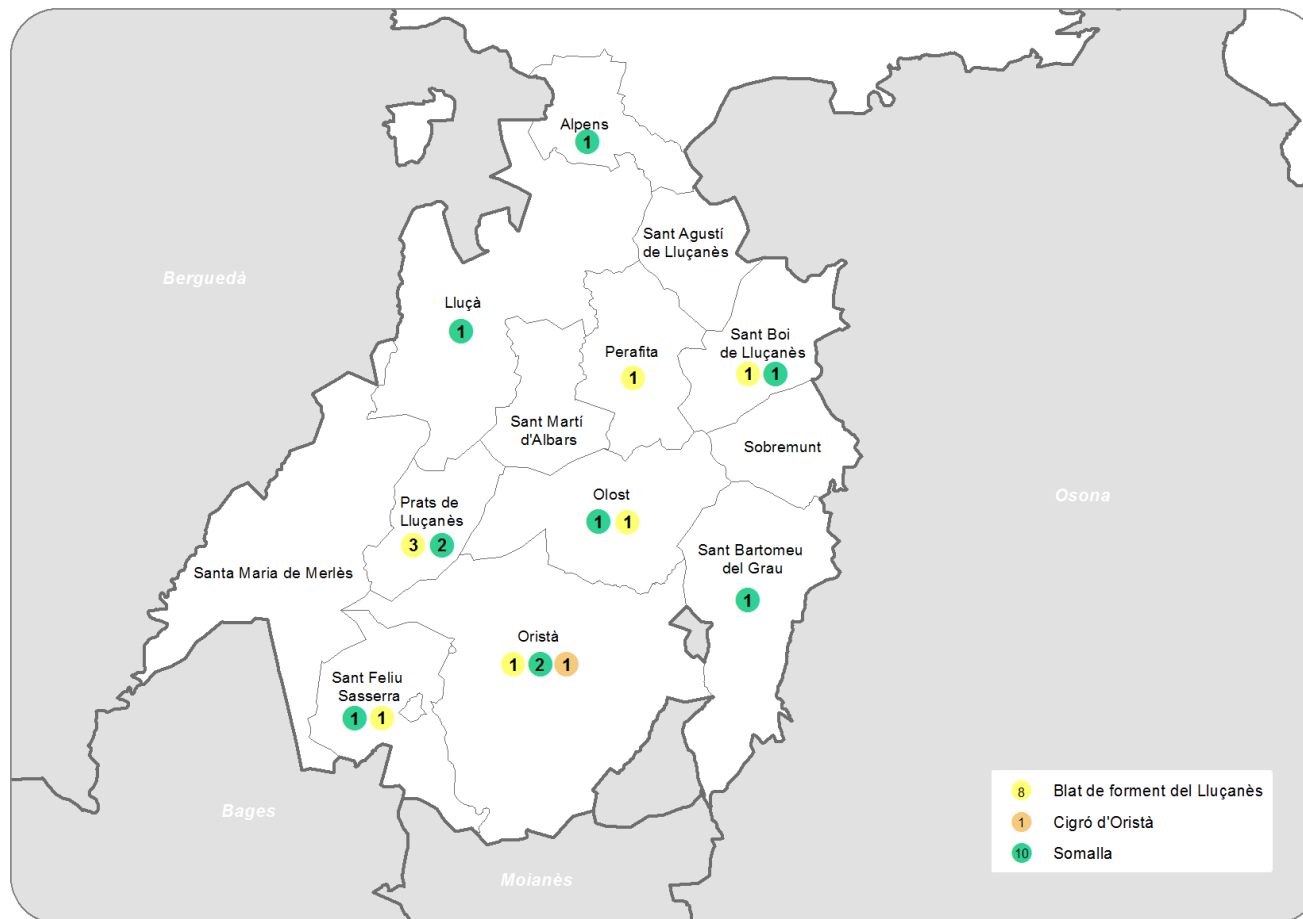 Alpens
1
Sant Agustí
de Lluçanès
Berguedà
Lluçà
1
Sant Boi
de Lluçanès
1 1
Perafita
1
Sant Martí
d'Albars
Sobremunt
Osona
Prats de
Lluçanès
3 2
Olost
1 1
Sant Bartomeu
del Grau
1
Santa Maria de Merlès
Oristà
1 2 1
Sant Feliu
Sasserra
1 1
Bages
Moianès
8 Blat de forment del Lluçanès
1 Cigró d'Oristà
10 Somalla